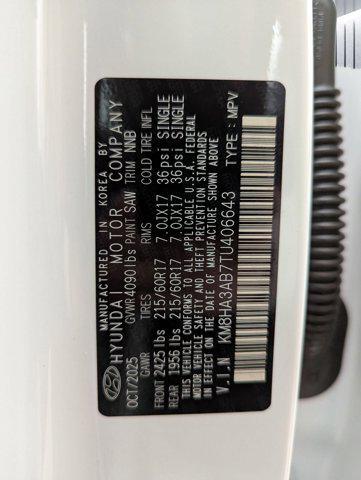 MANUFACTURED IN KOREA BY
HYUNDAI MOTOR COMPANY
OCT/2025 GVWR4090lbs PAINT SAW TRIM NNB
GAWR TIRES RIMS COLD TIRE INFL
FRONT 2425 lbs 215/60R17 7.0JX17 36psi SINGLE
REAR 1956 lbs 215/60R17 7.0JX17 36psi SINGLE
THIS VEHICLE CONFORMS TO ALL APPLICABLE U.S.A. FEDERAL
MOTOR VEHICLE SAFETY AND THEFT PREVENTION STANDARDS
IN EFFECT ON THE DATE OF MANUFACTURE SHOWN ABOVE.
V.I.N : KM8HA3AB7TU406643 TYPE : MPV